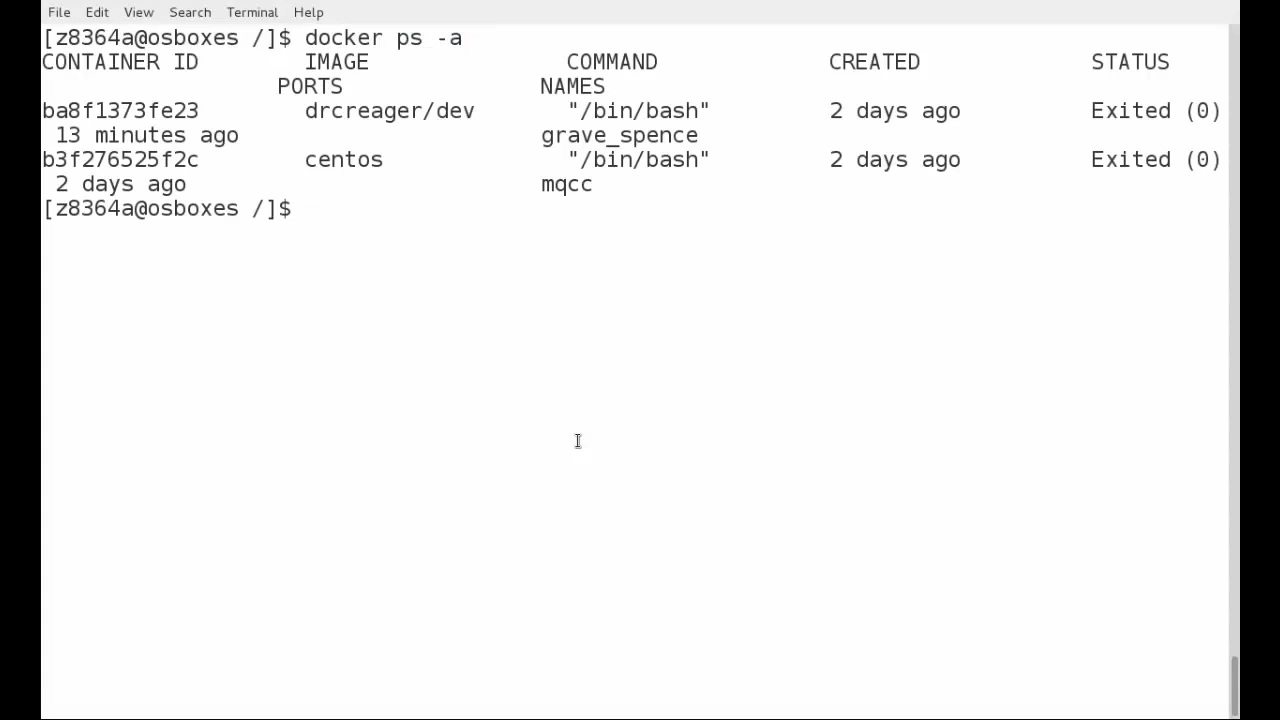 File Edit View Search Terminal Help
[z8364a@osboxes /]$ docker ps -a
CONTAINER ID IMAGE COMMAND CREATED STATUS
PORTS NAMES
ba8f1373fe23 drcreager/dev "/bin/bash" 2 days ago Exited (0)
13 minutes ago grave_spence
b3f276525f2c centos "/bin/bash" 2 days ago Exited (0)
2 days ago mqcc
[z8364a@osboxes /]$